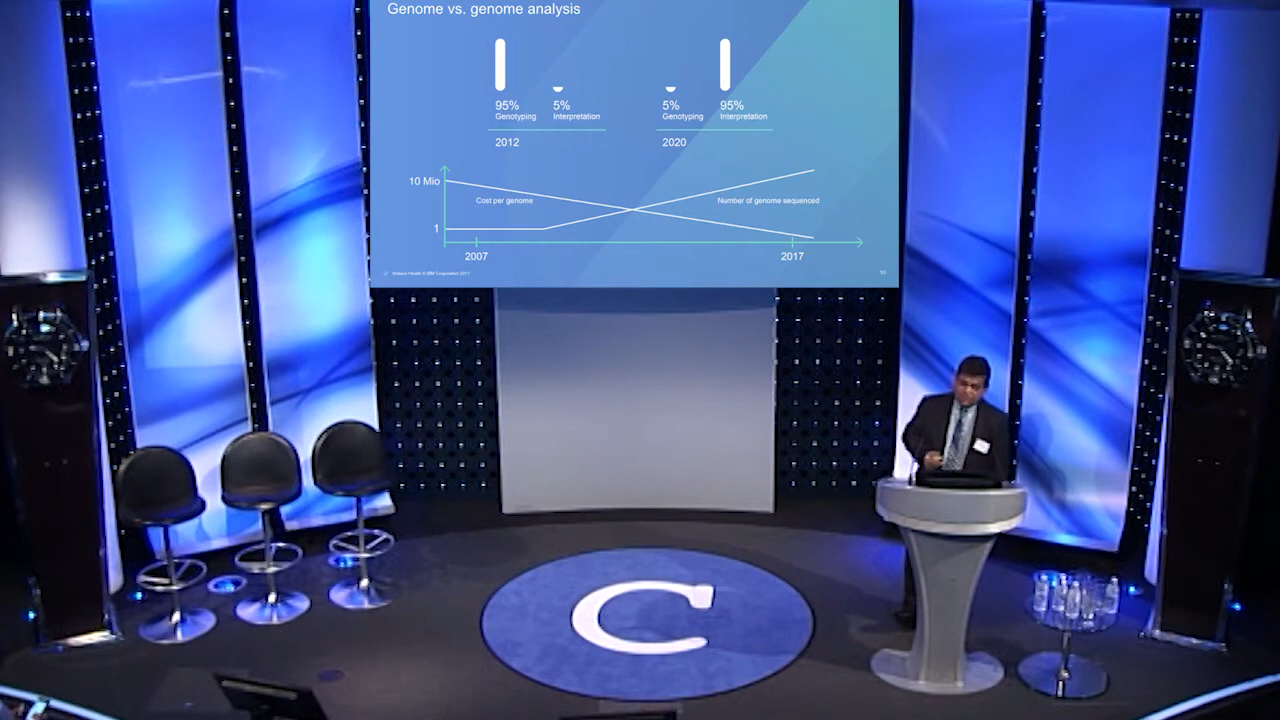 Genome vs. genome analysis
95% 5% 5% 95%
Genotyping Interpretation Genotyping Interpretation
2012 2020
10 Mio
Cost per genome Number of genome sequenced
1
2007 2017
Watson Health © IBM Corporation 2017 10
C